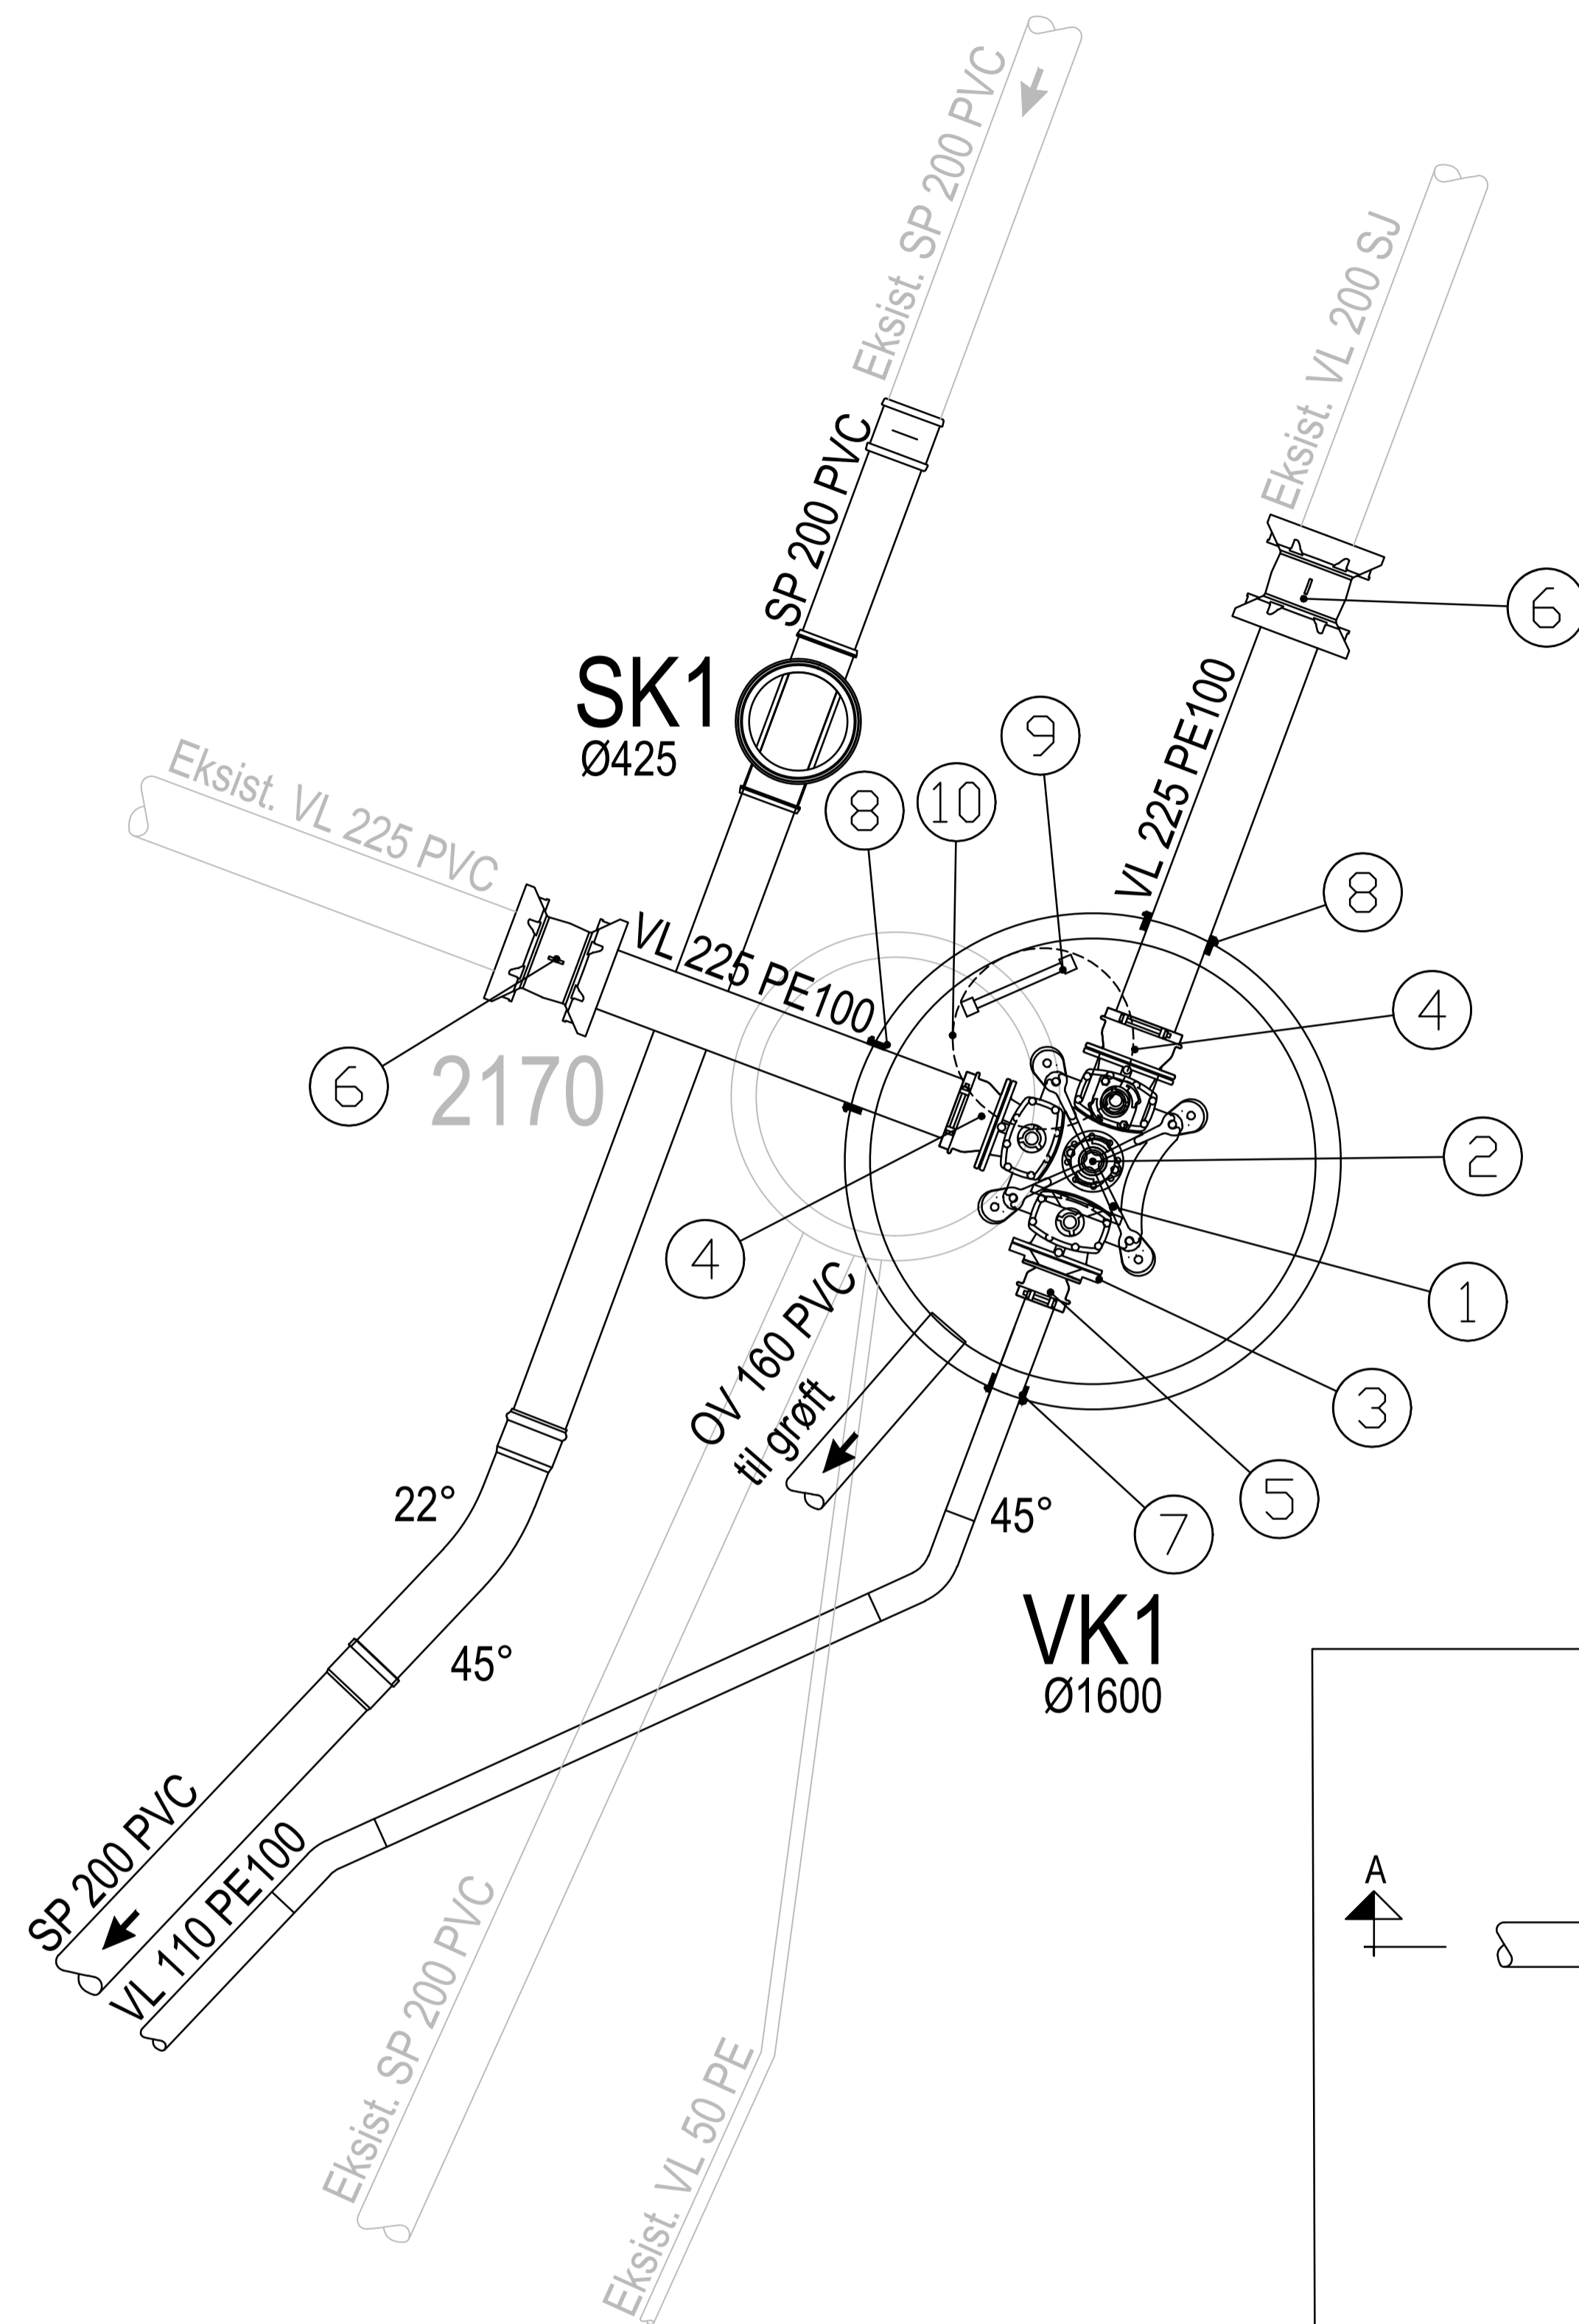 Eksist. SP 200 PVC
Eksist. VL 200 SJ
SP 200 PVC
6
SK1
Ø425
VL 225 PE100
9
10
8
8
Eksist. VL 225 PVC
VL 225 PE100
4
6
2170
2
4
1
OV 160 PVC
til grøft
3
22°
5
45°
7
VK1
Ø1600
45°
SP 200 PVC
VL 110 PE100
A
Eksist. SP 200 PVC
Eksist. VL 50 PE